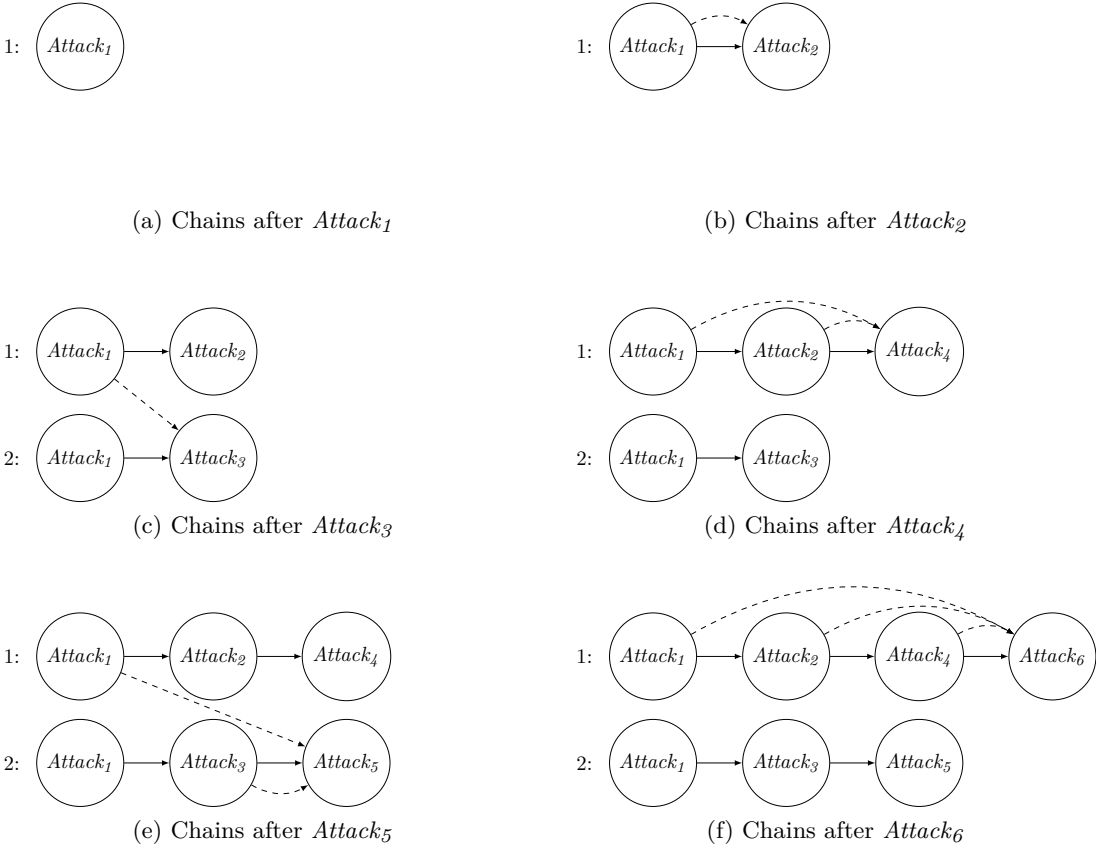 1: Attack1
1: Attack1 Attack2
(a) Chains after Attack1
(b) Chains after Attack2
1: Attack1 Attack2
2: Attack1 Attack3
(c) Chains after Attack3
1: Attack1 Attack2 Attack4
2: Attack1 Attack3
(d) Chains after Attack4
1: Attack1 Attack2 Attack4
2: Attack1 Attack3 Attack5
(e) Chains after Attack5
1: Attack1 Attack2 Attack4 Attack6
2: Attack1 Attack3 Attack5
(f) Chains after Attack6